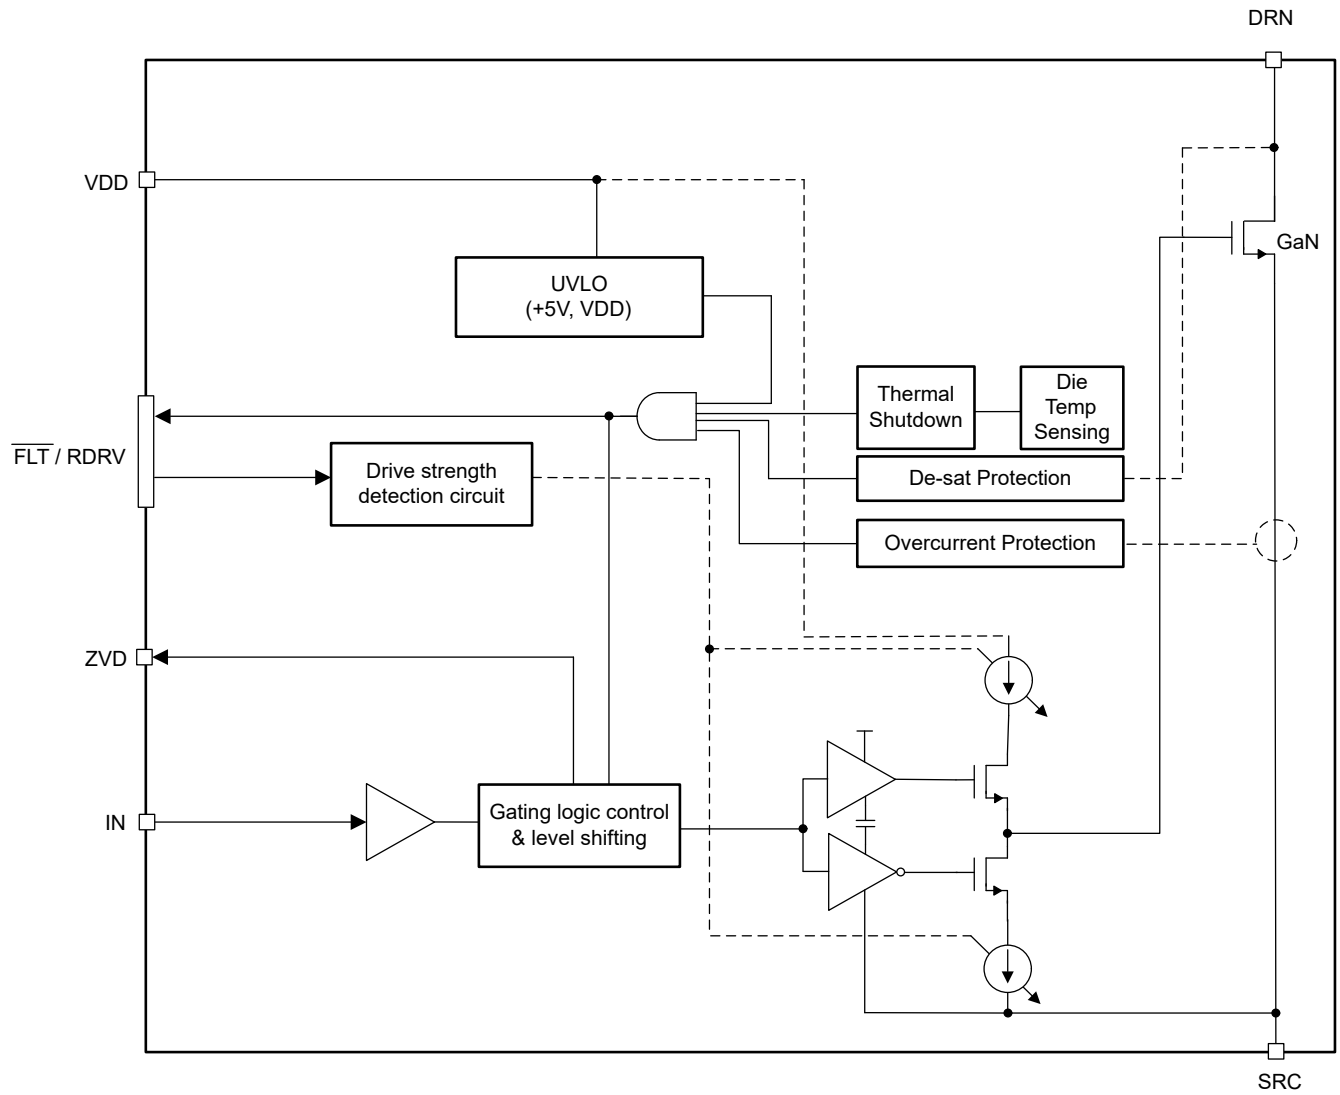 DRN
VDD
GaN
UVLO
(+5V, VDD)
Thermal
Shutdown
Die
Temp
Sensing
FLT / RDRV
Drive strength
detection circuit
De-sat Protection
Overcurrent Protection
ZVD
IN
Gating logic control
& level shifting
SRC